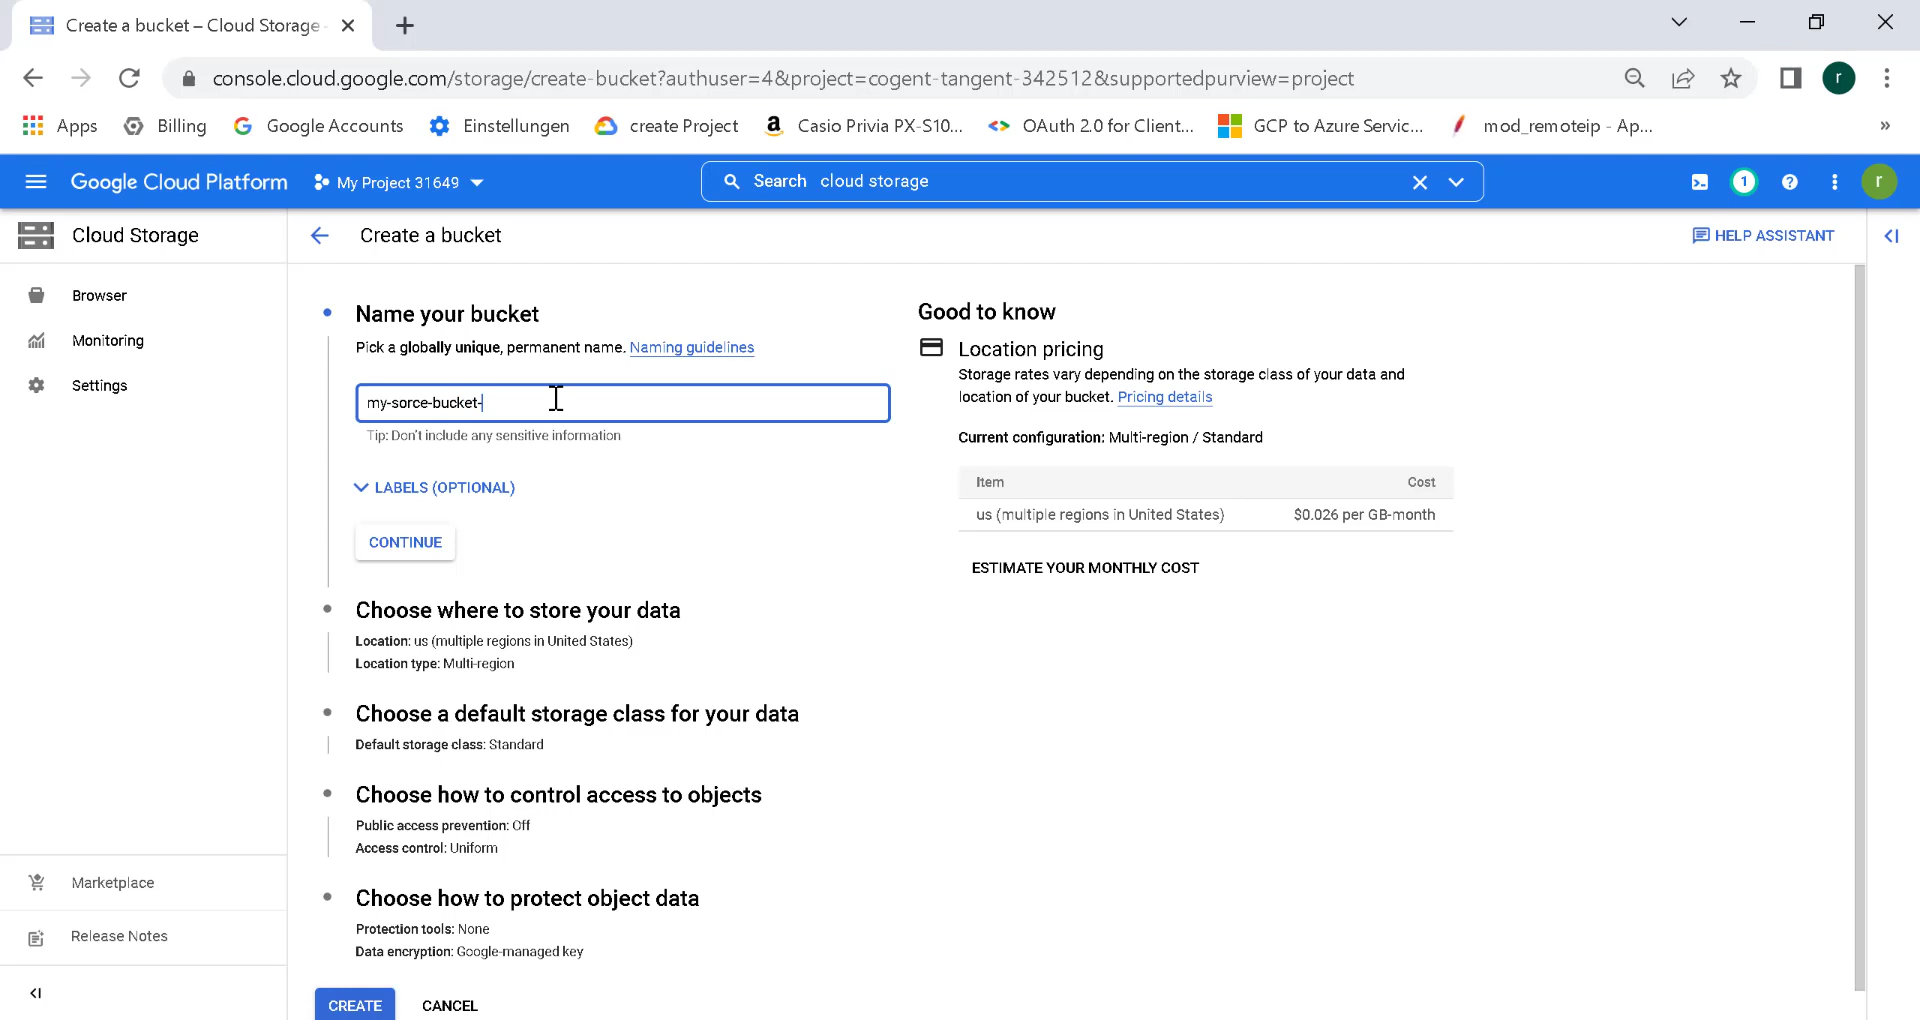 Create a bucket – Cloud Storage -
console.cloud.google.com/storage/create-bucket?authuser=4&project=cogent-tangent-342512&supportedpurview=project
r
Apps Billing Google Accounts Einstellungen create Project Casio Privia PX-S10... OAuth 2.0 for Client... GCP to Azure Servic... mod_remoteip - Ap... »
Google Cloud Platform My Project 31649 Search cloud storage 1 r
Cloud Storage Create a bucket HELP ASSISTANT
Browser
Monitoring
Settings
Marketplace
Release Notes
Name your bucket
Pick a globally unique, permanent name. Naming guidelines
my-sorce-bucket-
Tip: Don't include any sensitive information
LABELS (OPTIONAL)
CONTINUE
Choose where to store your data
Location: us (multiple regions in United States)
Location type: Multi-region
Choose a default storage class for your data
Default storage class: Standard
Choose how to control access to objects
Public access prevention: Off
Access control: Uniform
Choose how to protect object data
Protection tools: None
Data encryption: Google-managed key
CREATE CANCEL
Good to know
Location pricing
Storage rates vary depending on the storage class of your data and
location of your bucket. Pricing details
Current configuration: Multi-region / Standard
Item Cost
us (multiple regions in United States) $0.026 per GB-month
ESTIMATE YOUR MONTHLY COST